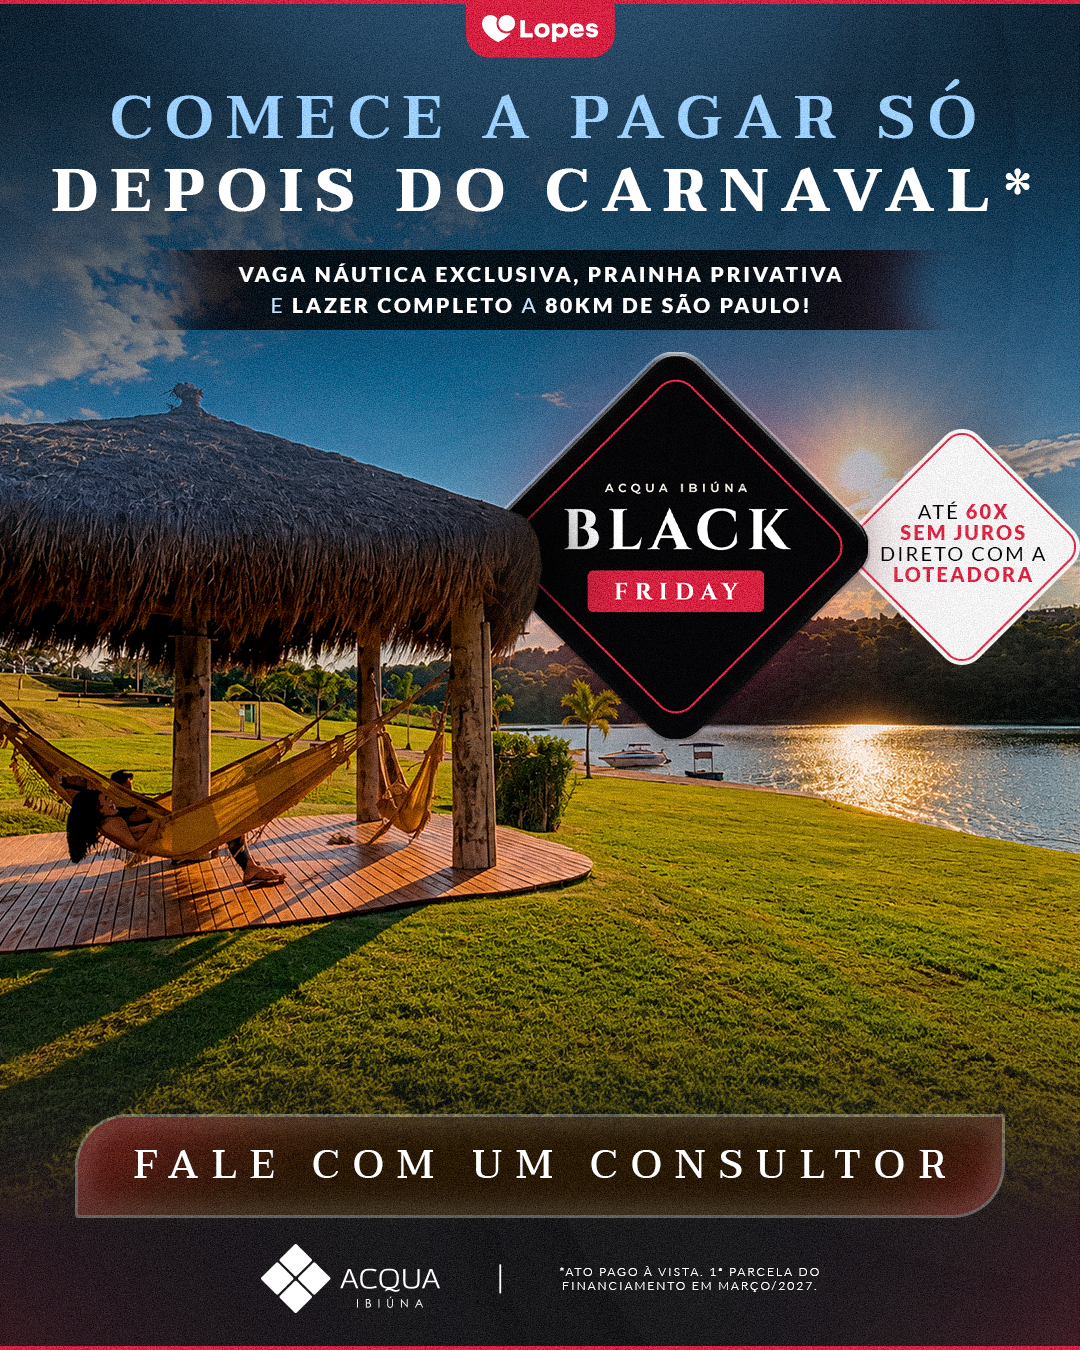 Lopes
COMECE A PAGAR SÓ
DEPOIS DO CARNAVAL*
VAGA NÁUTICA EXCLUSIVA, PRAINHA PRIVATIVA
E LAZER COMPLETO A 80KM DE SÃO PAULO!
ACQUA IBIÚNA
BLACK
FRIDAY
ATÉ 60X
SEM JUROS
DIRETO COM A
LOTEADORA
FALE COM UM CONSULTOR
ACQUA
IBIÚNA
*ATO PAGO À VISTA. 1ª PARCELA DO
FINANCIAMENTO EM MARÇO/2027.